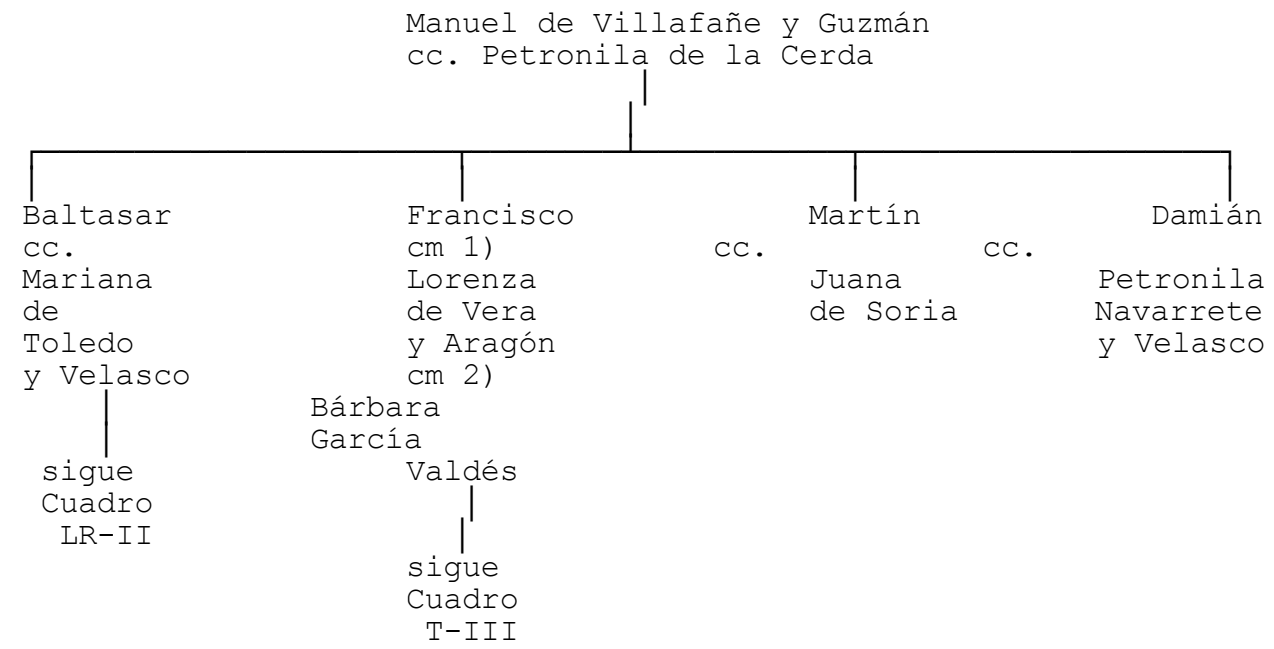 Manuel de Villafañe y Guzmán
cc. Petronila de la Cerda
Baltasar Francisco Martín Damián
cc. cm 1) cc. cc.
Mariana Lorenza Juana Petronila
de de Vera de Soria Navarrete
Toledo y Aragón y Velasco
y Velasco cm 2)
Bárbara
García
sigue Valdés
Cuadro
LR-II
sigue
Cuadro
T-III